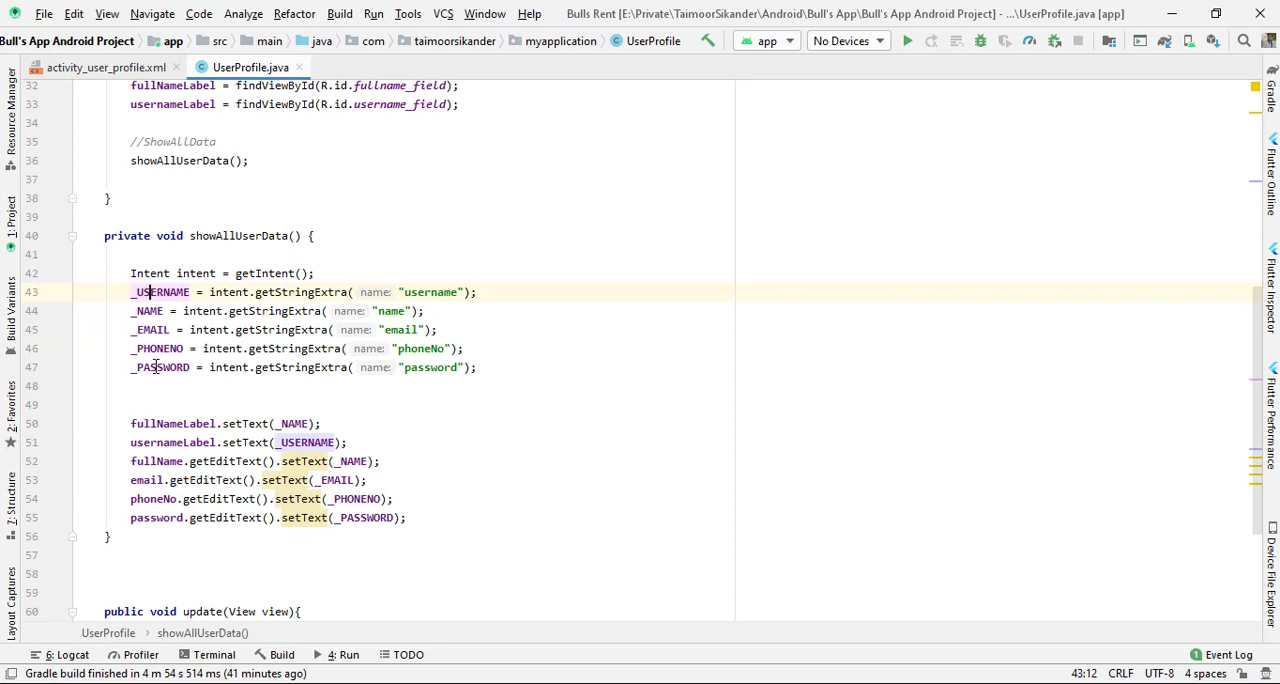 File Edit View Navigate Code Analyze Refactor Build Run Tools VCS Window Help Bulls Rent [E:\Private\TaimoorSikander\Android\Bull's App\Bull's App Android Project] - ...\UserProfile.java [app]
Bull's App Android Project app src main java com taimoorsikander myapplication UserProfile app No Devices
activity_user_profile.xml UserProfile.java
32 fullNameLabel = findViewById(R.id.fullname_field);
33 usernameLabel = findViewById(R.id.username_field);
34
35 //ShowAllData
36 showAllUserData();
37
38 }
39
40 private void showAllUserData() {
41
42 Intent intent = getIntent();
43 _USERNAME = intent.getStringExtra( name: "username");
44 _NAME = intent.getStringExtra( name: "name");
45 _EMAIL = intent.getStringExtra( name: "email");
46 _PHONENO = intent.getStringExtra( name: "phoneNo");
47 _PASSWORD = intent.getStringExtra( name: "password");
48
49
50 fullNameLabel.setText(_NAME);
51 usernameLabel.setText(_USERNAME);
52 fullName.getEditText().setText(_NAME);
53 email.getEditText().setText(_EMAIL);
54 phoneNo.getEditText().setText(_PHONENO);
55 password.getEditText().setText(_PASSWORD);
56 }
57
58
59
60 public void update(View view){
UserProfile showAllUserData()
6: Logcat Profiler Terminal Build 4: Run TODO 1 Event Log
Gradle build finished in 4 m 54 s 514 ms (41 minutes ago) 43:12 CRLF UTF-8 4 spaces
Resource Manager
1: Project
Build Variants
2: Favorites
7: Structure
Layout Captures
Gradle
Flutter Outline
Flutter Inspector
Flutter Performance
Device File Explorer